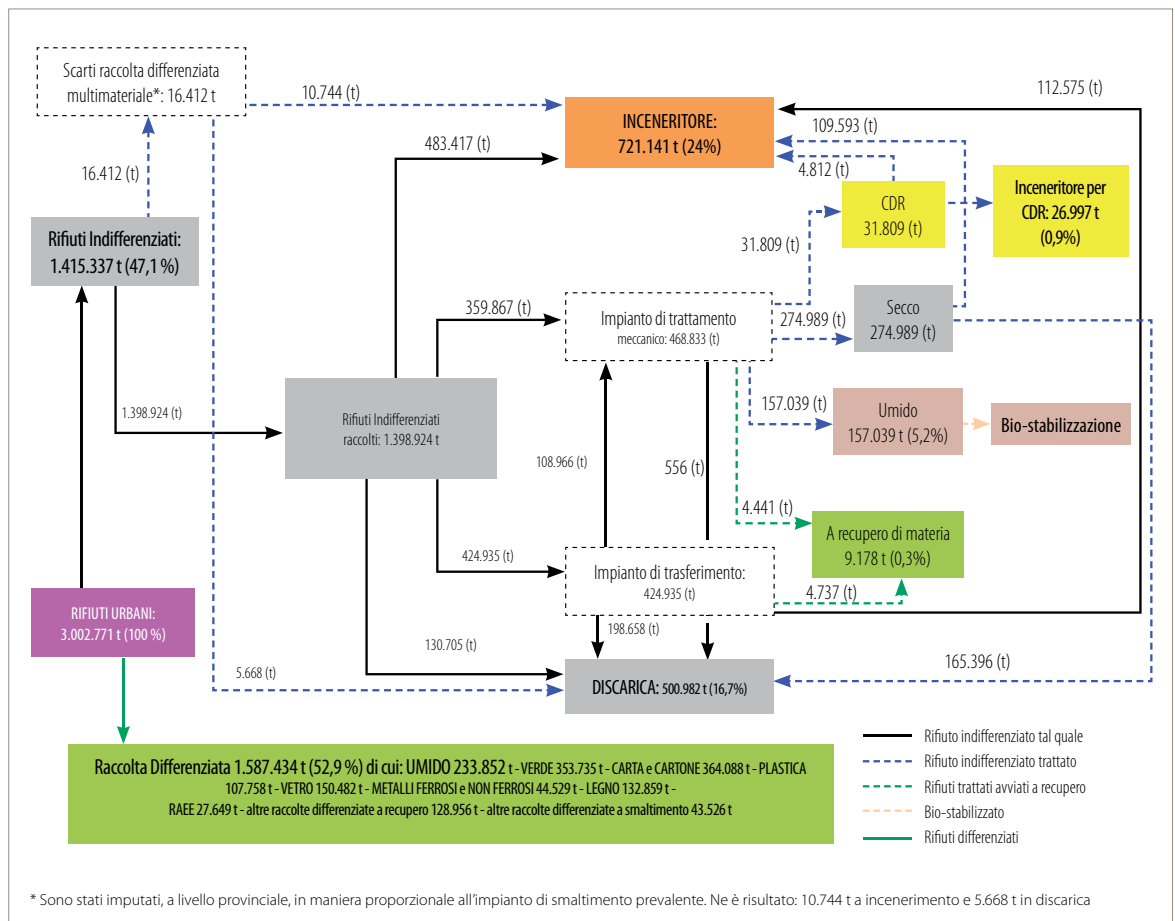 Scarti raccolta differenziata
multimateriale*: 16.412 t
10.744 (t)
112.575 (t)
INCENERITORE:
721.141 t (24%)
109.593 (t)
483.417 (t)
4.812 (t)
16.412 (t)
CDR
31.809 (t)
Inceneritore per
CDR: 26.997 t
(0,9%)
Rifiuti Indifferenziati:
1.415.337 t (47,1 %)
31.809 (t)
359.867 (t)
Impianto di trattamento
meccanico: 468.833 (t)
274.989 (t)
Secco
274.989 (t)
1.398.924 (t)
Rifiuti Indifferenziati
raccolti: 1.398.924 t
157.039 (t)
Umido
157.039 t (5,2%)
Bio-stabilizzazione
108.966 (t)
556 (t)
4.441 (t)
A recupero di materia
9.178 t (0,3%)
424.935 (t)
Impianto di trasferimento:
424.935 (t)
4.737 (t)
RIFIUTI URBANI:
3.002.771 t (100 %)
198.658 (t)
130.705 (t)
5.668 (t)
165.396 (t)
DISCARICA: 500.982 t (16,7%)
Raccolta Differenziata 1.587.434 t (52,9 %) di cui: UMIDO 233.852 t - VERDE 353.735 t - CARTA e CARTONE 364.088 t - PLASTICA
107.758 t - VETRO 150.482 t - METALLI FERROSI e NON FERROSI 44.529 t - LEGNO 132.859 t -
RAEE 27.649 t - altre raccolte differenziate a recupero 128.956 t - altre raccolte differenziate a smaltimento 43.526 t
Rifiuto indifferenziato tal quale
Rifiuto indifferenziato trattato
Rifiuti trattati avviati a recupero
Bio-stabilizzato
Rifiuti differenziati
* Sono stati imputati, a livello provinciale, in maniera proporzionale all'impianto di smaltimento prevalente. Ne è risultato: 10.744 t a incenerimento e 5.668 t in discarica